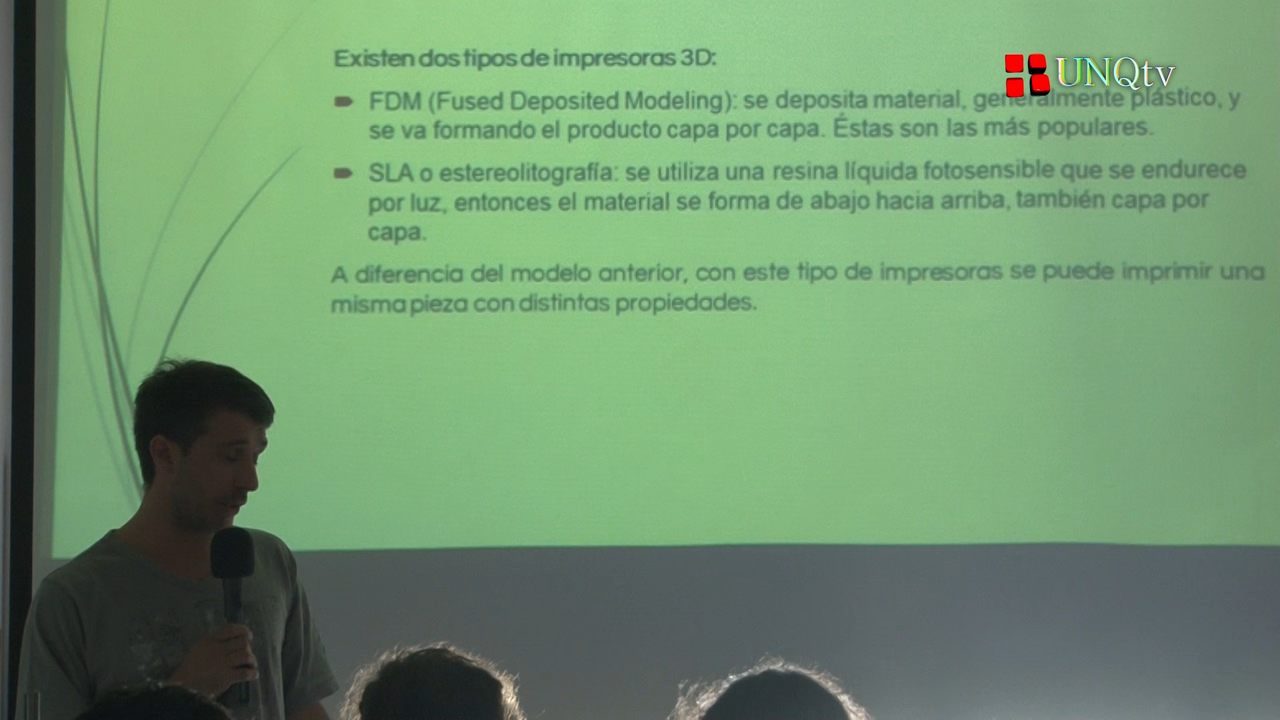 Existen dos tipos de impresoras 3D:
UNQtv
FDM (Fused Deposited Modeling): se deposita material, generalmente plástico, y
se va formando el producto capa por capa. Éstas son las más populares.
SLA o estereolitografía: se utiliza una resina líquida fotosensible que se endurece
por luz, entonces el material se forma de abajo hacia arriba, también capa por
capa.
A diferencia del modelo anterior, con este tipo de impresoras se puede imprimir una
misma pieza con distintas propiedades.